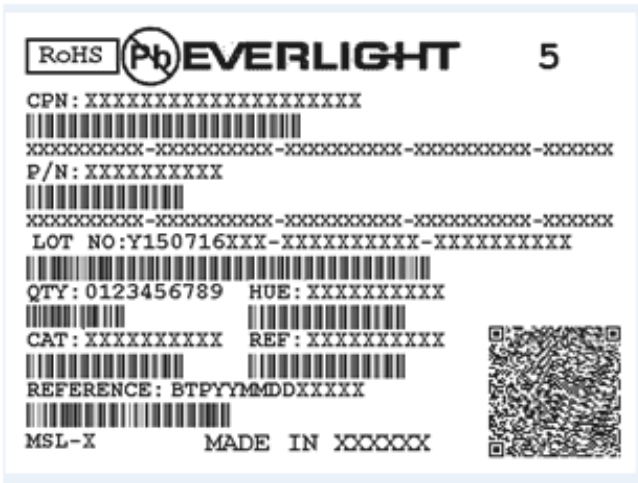 RoHS Pb EVERLIGHT 5
CPN:XXXXXXXXXXXXXXXXXXXX
XXXXXXXXXX-XXXXXXXXXX-XXXXXXXXXX-XXXXXXXXXX-XXXXXX
P/N:XXXXXXXXXX
XXXXXXXXXX-XXXXXXXXXX-XXXXXXXXXX-XXXXXXXXXX-XXXXXX
LOT NO:Y150716XXX-XXXXXXXXXX-XXXXXXXXXX
QTY:0123456789 HUE:XXXXXXXXXX
CAT:XXXXXXXXXX REF:XXXXXXXXXX
REFERENCE:BTPYYMMDDXXXXX
MSL-X MADE IN XXXXXXX